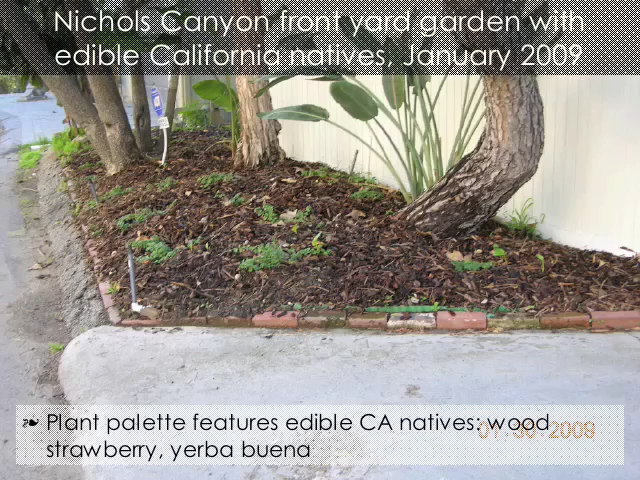 Nichols Canyon front yard garden with
edible California natives, January 2009
Plant palette features edible CA natives: wood
strawberry, yerba buena
01.30.2009